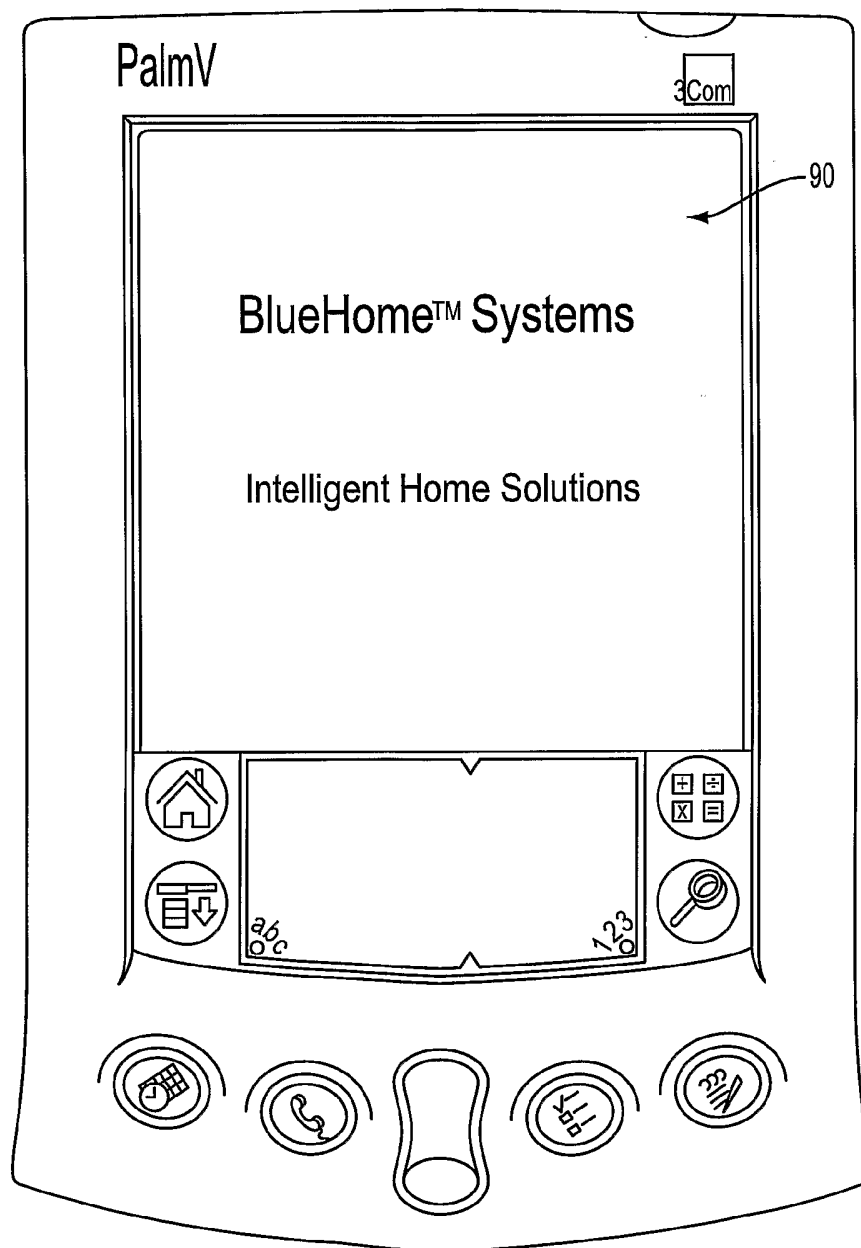 PalmV
3Com
90
BlueHome™ Systems
Intelligent Home Solutions
+ ÷
X =
abc
123